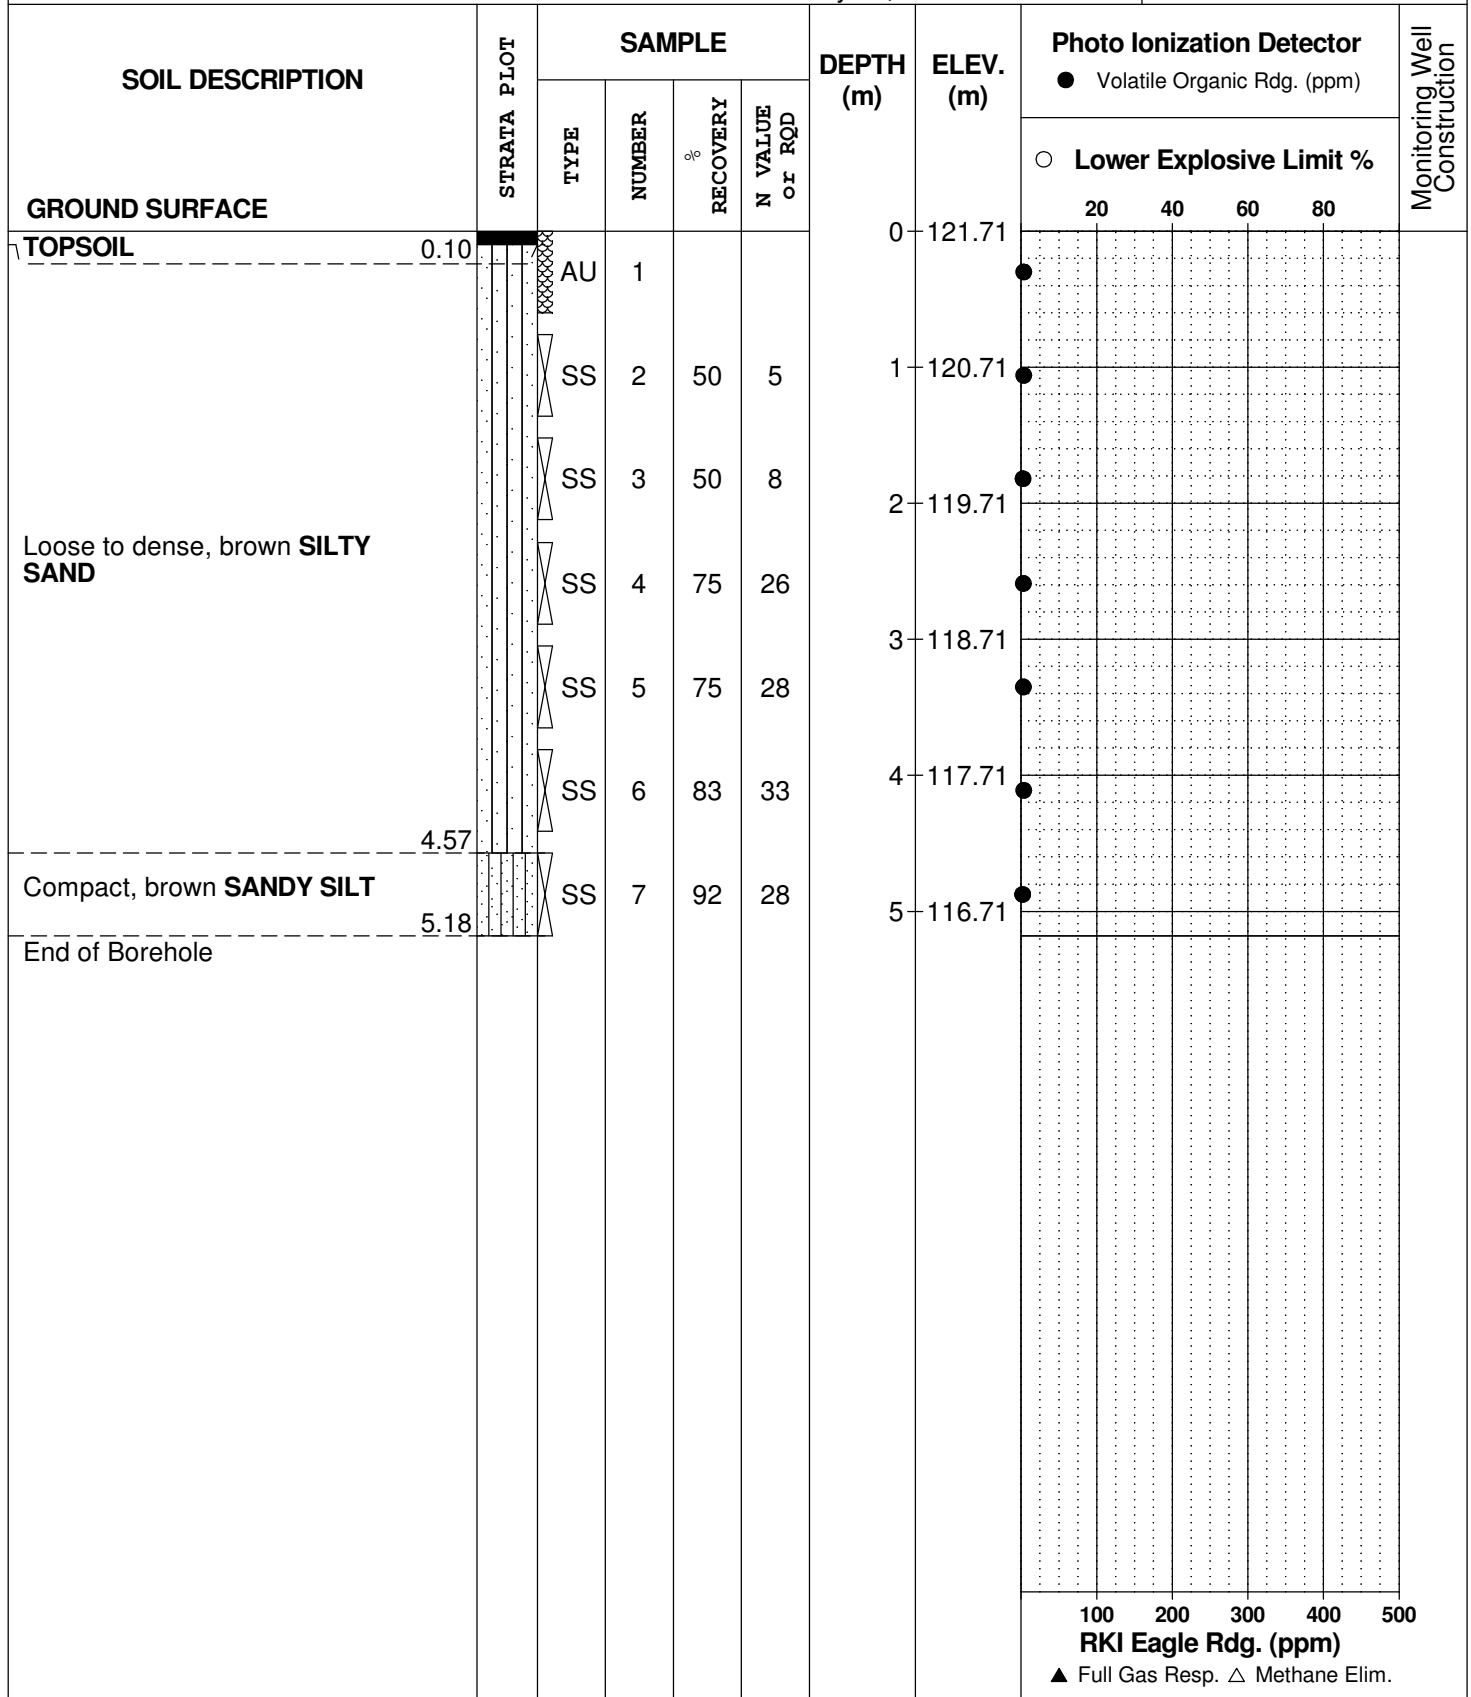 SOIL DESCRIPTION
GROUND SURFACE
STRATA PLOT
SAMPLE
TYPE
NUMBER
%
RECOVERY
N VALUE
or RQD
DEPTH
(m)
ELEV.
(m)
Photo Ionization Detector
● Volatile Organic Rdg. (ppm)
○ Lower Explosive Limit %
20 40 60 80
Monitoring Well
Construction
0 121.71
TOPSOIL 0.10
AU 1
1 120.71
SS 2 50 5
SS 3 50 8
2 119.71
Loose to dense, brown SILTY
SAND
SS 4 75 26
3 118.71
SS 5 75 28
4 117.71
SS 6 83 33
4.57
Compact, brown SANDY SILT
SS 7 92 28
5 116.71
5.18
End of Borehole
100 200 300 400 500
RKI Eagle Rdg. (ppm)
▲ Full Gas Resp. △ Methane Elim.